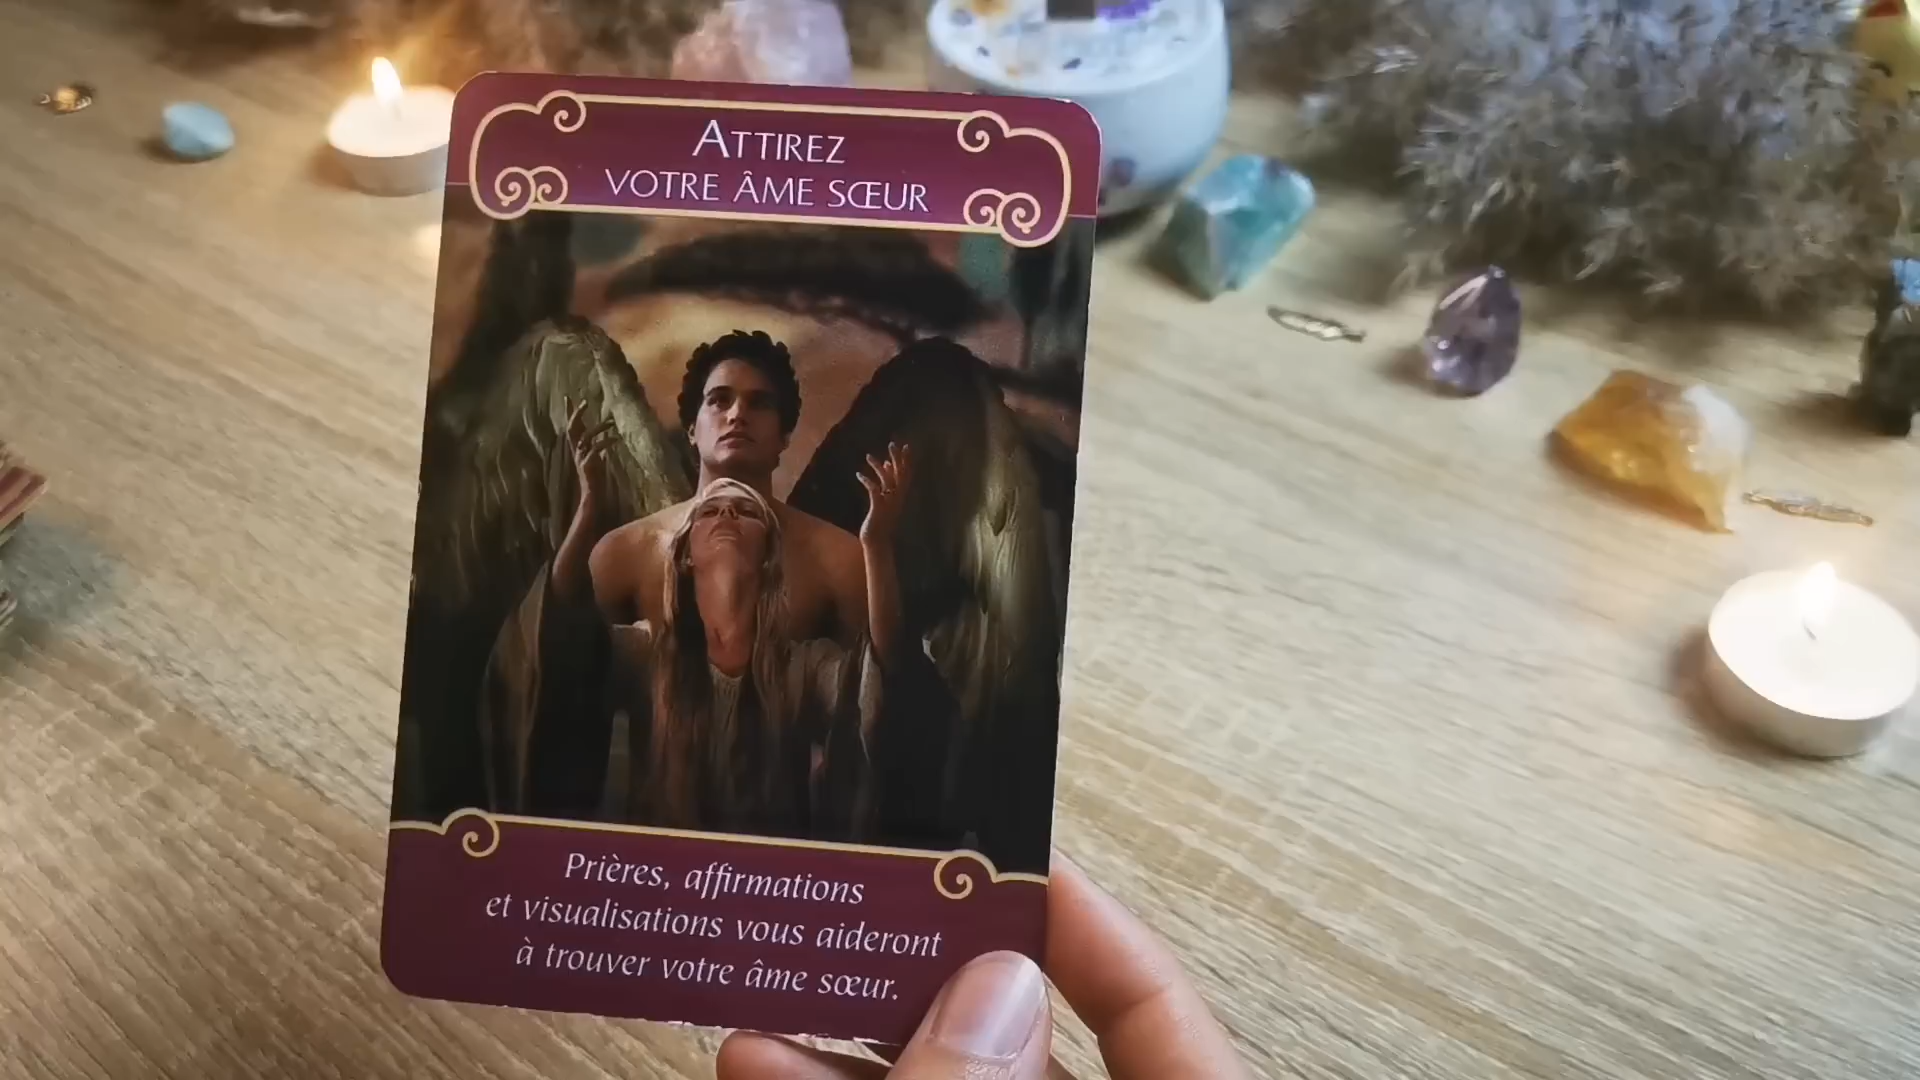 ATTIREZ
VOTRE ÂME SŒUR
Prières, affirmations
et visualisations vous aideront
à trouver votre âme sœur.